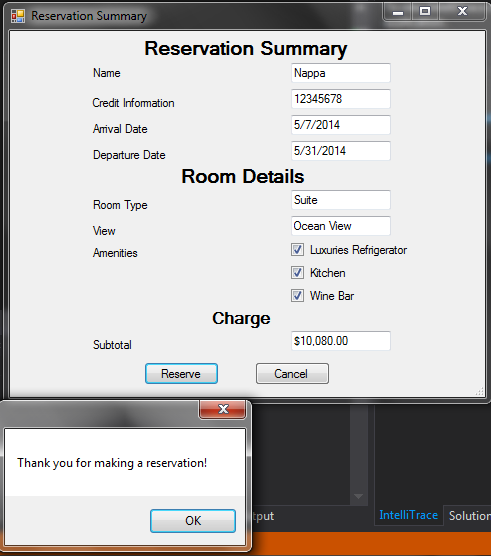 Reservation Summary
Reservation Summary
Name Nappa
Credit Information 12345678
Arrival Date 5/7/2014
Departure Date 5/31/2014
Room Details
Room Type Suite
View Ocean View
Amenities Luxuries Refrigerator
Kitchen
Wine Bar
Charge
Subtotal $10,080.00
Reserve Cancel
Thank you for making a reservation!
OK
tput IntelliTrace Solution